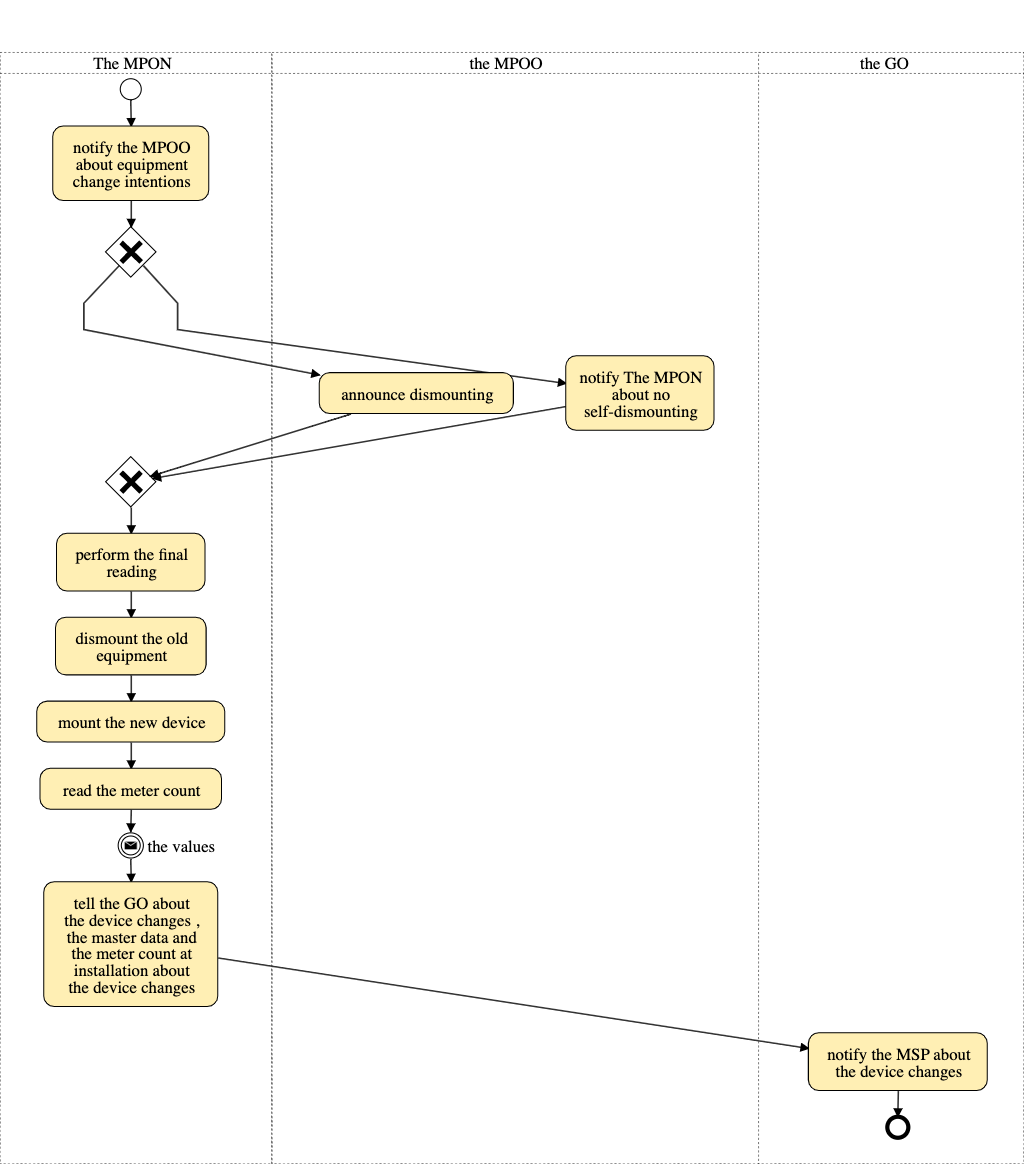 The MPON
the MPOO
the GO
notify the MPOO
about equipment
change intentions
announce dismounting
notify The MPON
about no
self-dismounting
perform the final
reading
dismount the old
equipment
mount the new device
read the meter count
the values
tell the GO about
the device changes ,
the master data and
the meter count at
installation about
the device changes
notify the MSP about
the device changes